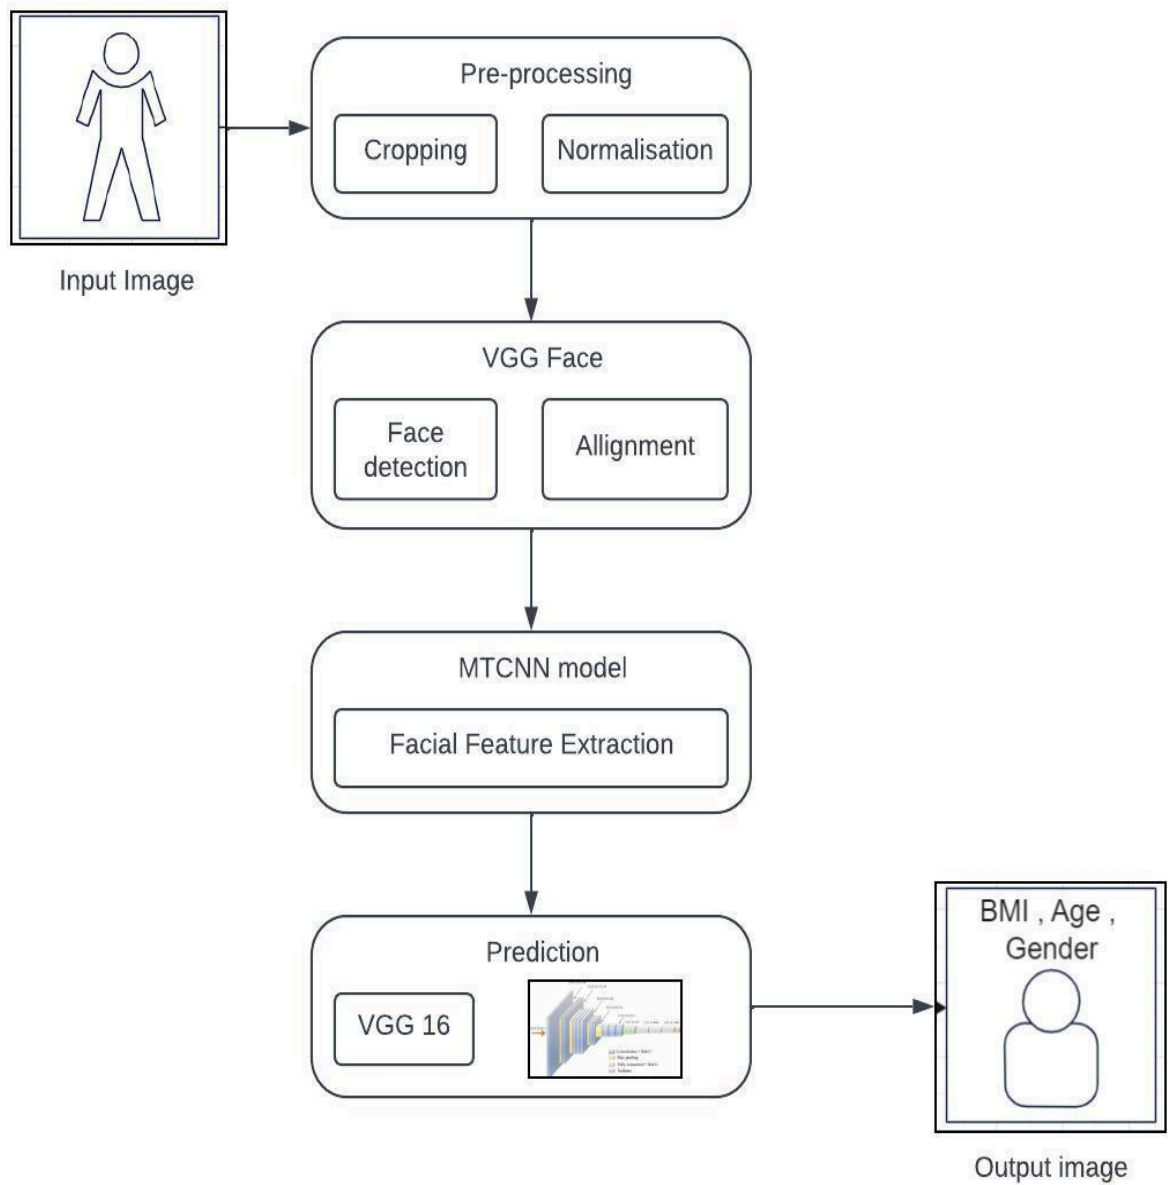 Pre-processing
Cropping
Normalisation
Input Image
VGG Face
Face
detection
Allignment
MTCNN model
Facial Feature Extraction
Prediction
VGG 16
BMI , Age ,
Gender
Output image